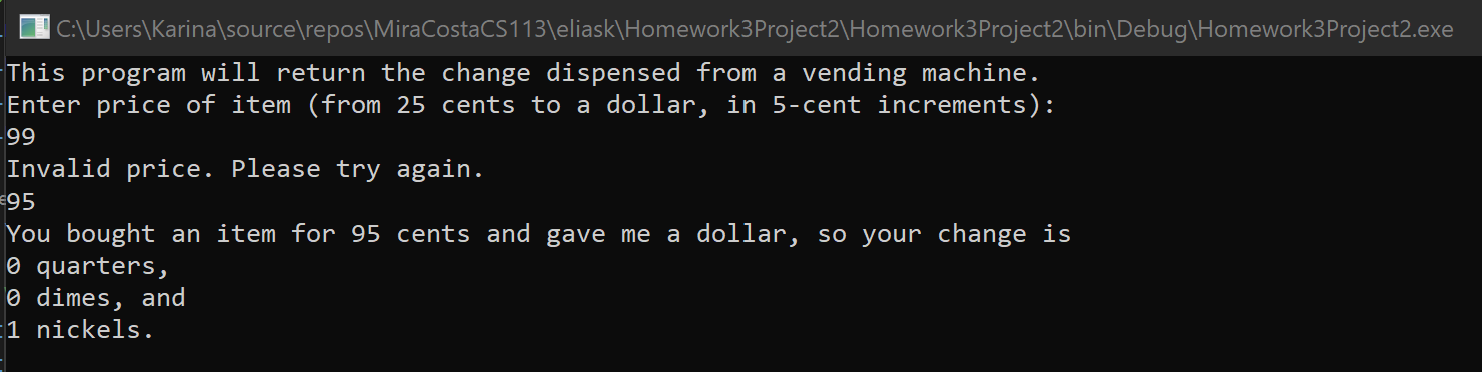 C:\Users\Karina\source\repos\MiraCostaCS113\eliask\Homework3Project2\Homework3Project2\bin\Debug\Homework3Project2.exe
This program will return the change dispensed from a vending machine.
Enter price of item (from 25 cents to a dollar, in 5-cent increments):
99
Invalid price. Please try again.
95
You bought an item for 95 cents and gave me a dollar, so your change is
0 quarters,
0 dimes, and
1 nickels.